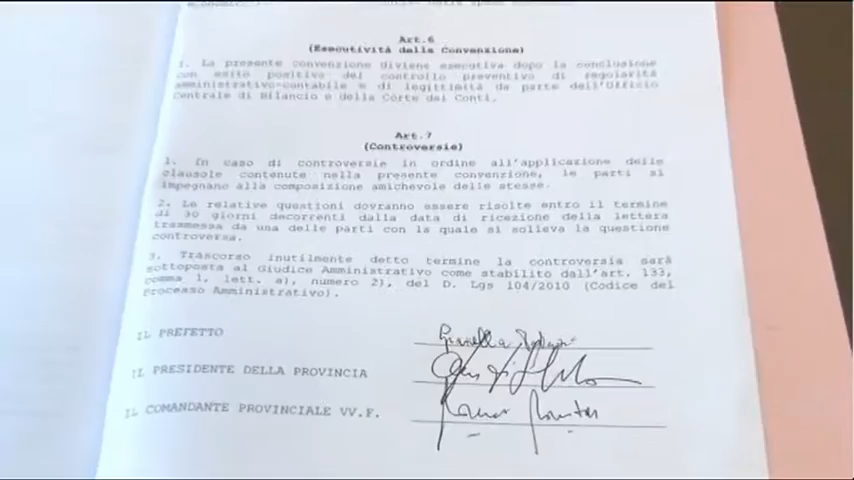 Art.6
(Esecutività della Convenzione)
1. La presente convenzione diviene esecutiva dopo la conclusione
con esito positivo del controllo preventivo di regolarità
amministrativo-contabile e di legittimità da parte dell'Ufficio
Centrale di Bilancio e della Corte dei Conti.
Art.7
(Controversie)
1. In caso di controversie in ordine all'applicazione delle
clausole contenute nella presente convenzione, le parti si
impegnano alla composizione amichevole delle stesse.
2. Le relative questioni dovranno essere risolte entro il termine
di 30 giorni decorrenti dalla data di ricezione della lettera
trasmessa da una delle parti con la quale si solleva la questione
controversa.
3. Trascorso inutilmente detto termine la controversia sarà
sottoposta al Giudice Amministrativo come stabilito dall'art. 133,
comma 1, lett. a), numero 2), del D. Lgs 104/2010 (Codice del
Processo Amministrativo).
IL PREFETTO
IL PRESIDENTE DELLA PROVINCIA
IL COMANDANTE PROVINCIALE VV.F.